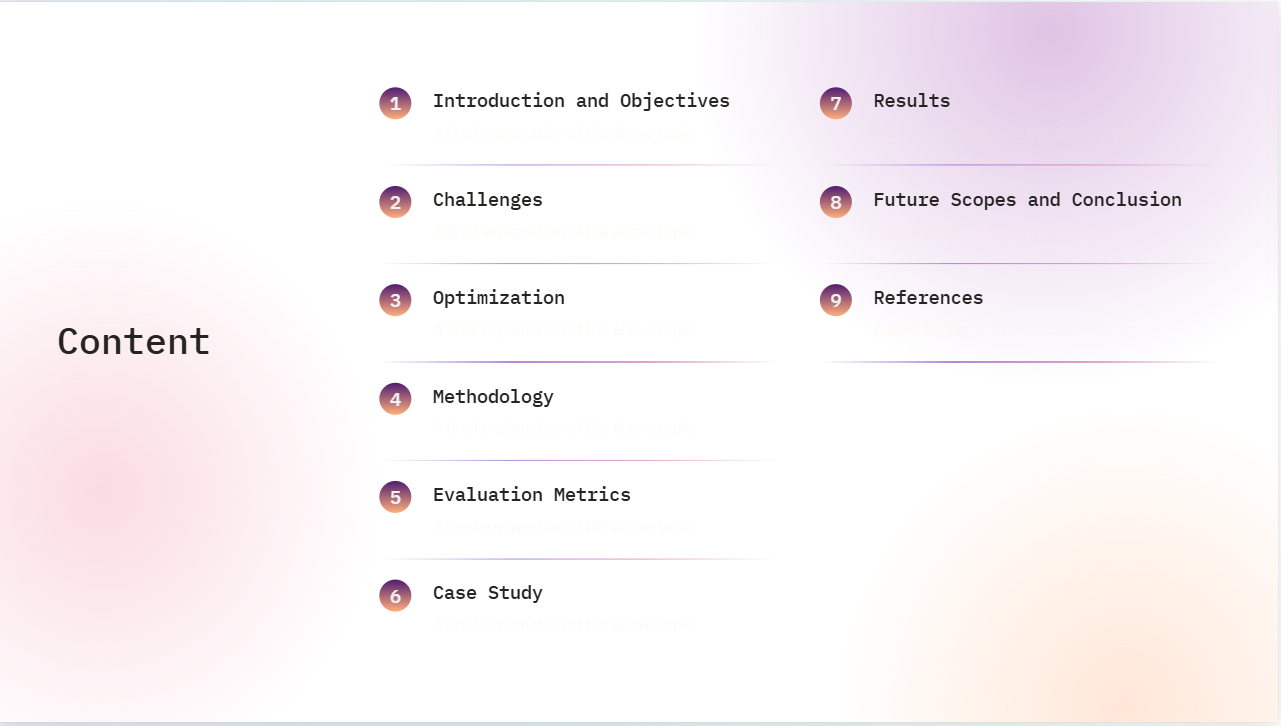 Content
1 Introduction and Objectives
A brief explanation of the above topic.
2 Challenges
A brief explanation of the above topic.
3 Optimization
A brief explanation of the above topic.
4 Methodology
A brief explanation of the above topic.
5 Evaluation Metrics
A brief explanation of the above topic.
6 Case Study
A brief explanation of the above topic.
7 Results
8 Future Scopes and Conclusion
9 References